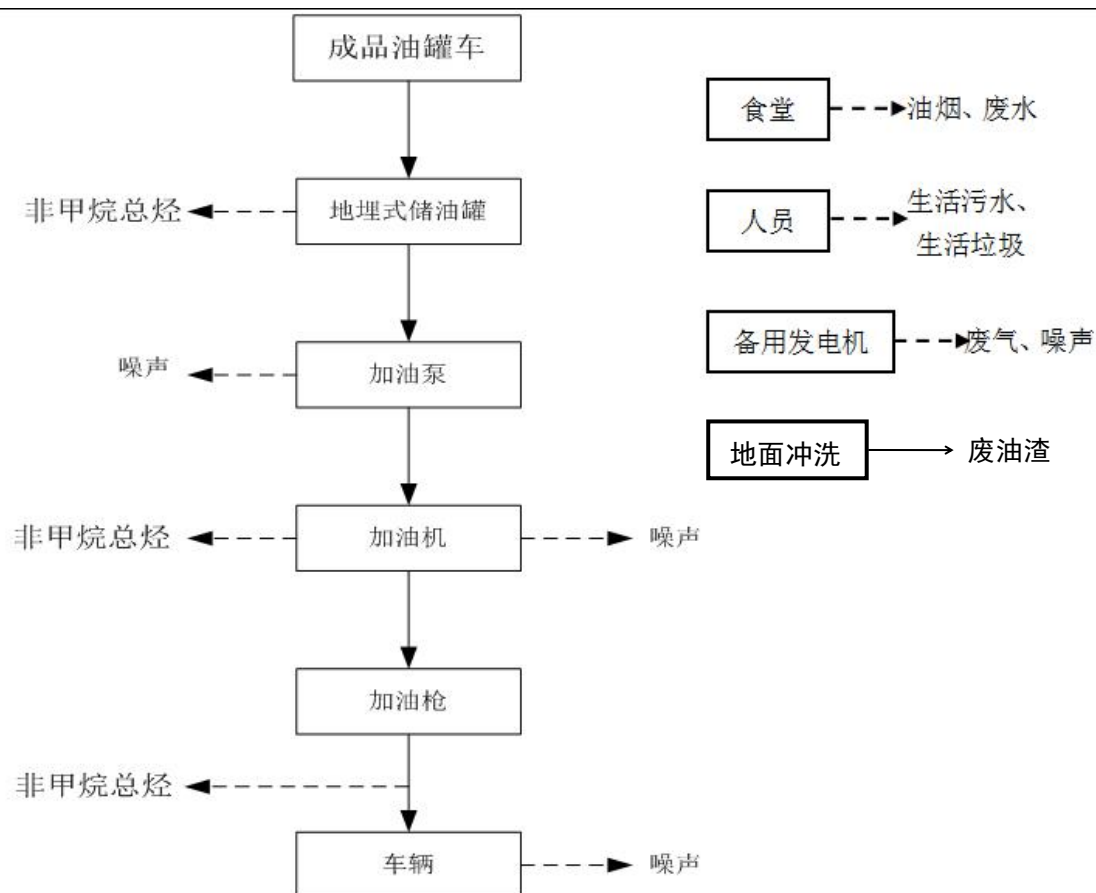 成品油罐车
食堂
油烟、废水
非甲烷总烃
地埋式储油罐
人员
生活污水、
生活垃圾
噪声
加油泵
备用发电机
废气、噪声
地面冲洗
废油渣
非甲烷总烃
加油机
噪声
加油枪
非甲烷总烃
车辆
噪声